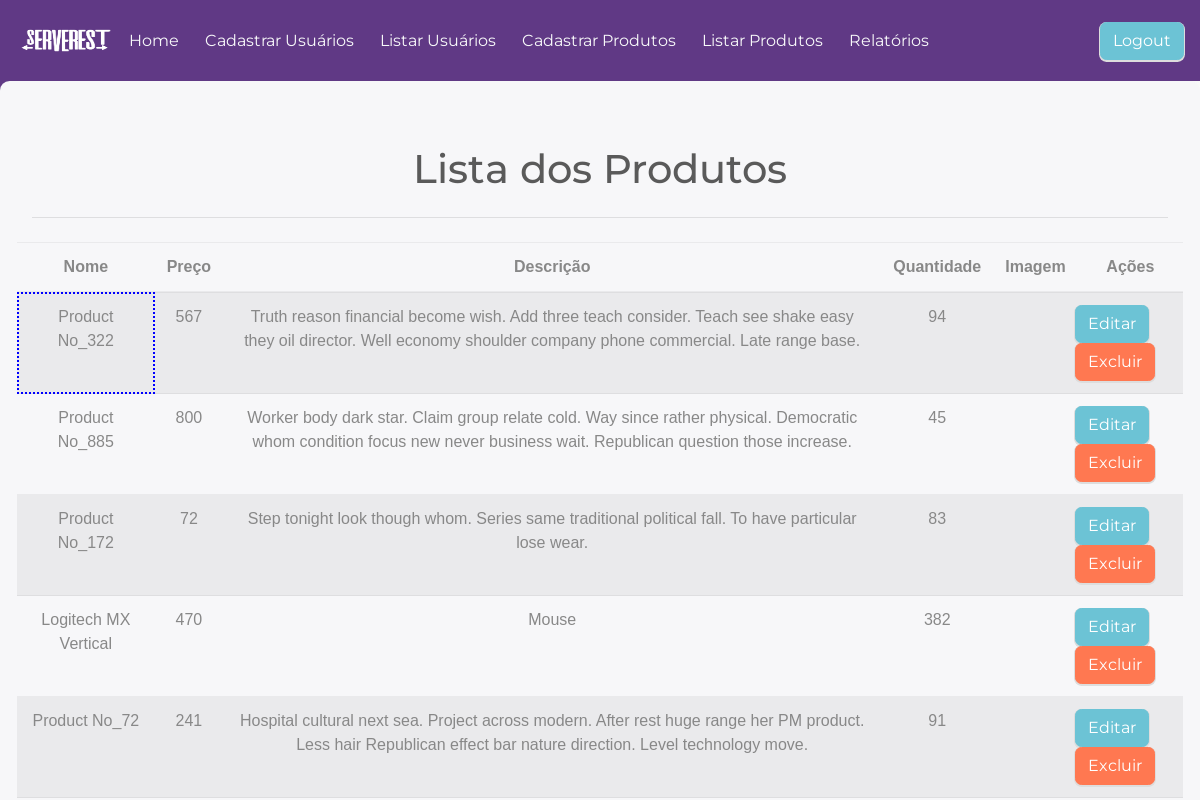 SERVEREST Home Cadastrar Usuários Listar Usuários Cadastrar Produtos Listar Produtos Relatórios Logout
Lista dos Produtos
Nome Preço Descrição Quantidade Imagem Ações
Product 567 Truth reason financial become wish. Add three teach consider. Teach see shake easy 94 Editar
No_322 they oil director. Well economy shoulder company phone commercial. Late range base.
Excluir
Product 800 Worker body dark star. Claim group relate cold. Way since rather physical. Democratic 45 Editar
No_885 whom condition focus new never business wait. Republican question those increase.
Excluir
Product 72 Step tonight look though whom. Series same traditional political fall. To have particular 83 Editar
No_172 lose wear.
Excluir
Logitech MX 470 Mouse 382 Editar
Vertical
Excluir
Product No_72 241 Hospital cultural next sea. Project across modern. After rest huge range her PM product. 91 Editar
Less hair Republican effect bar nature direction. Level technology move.
Excluir